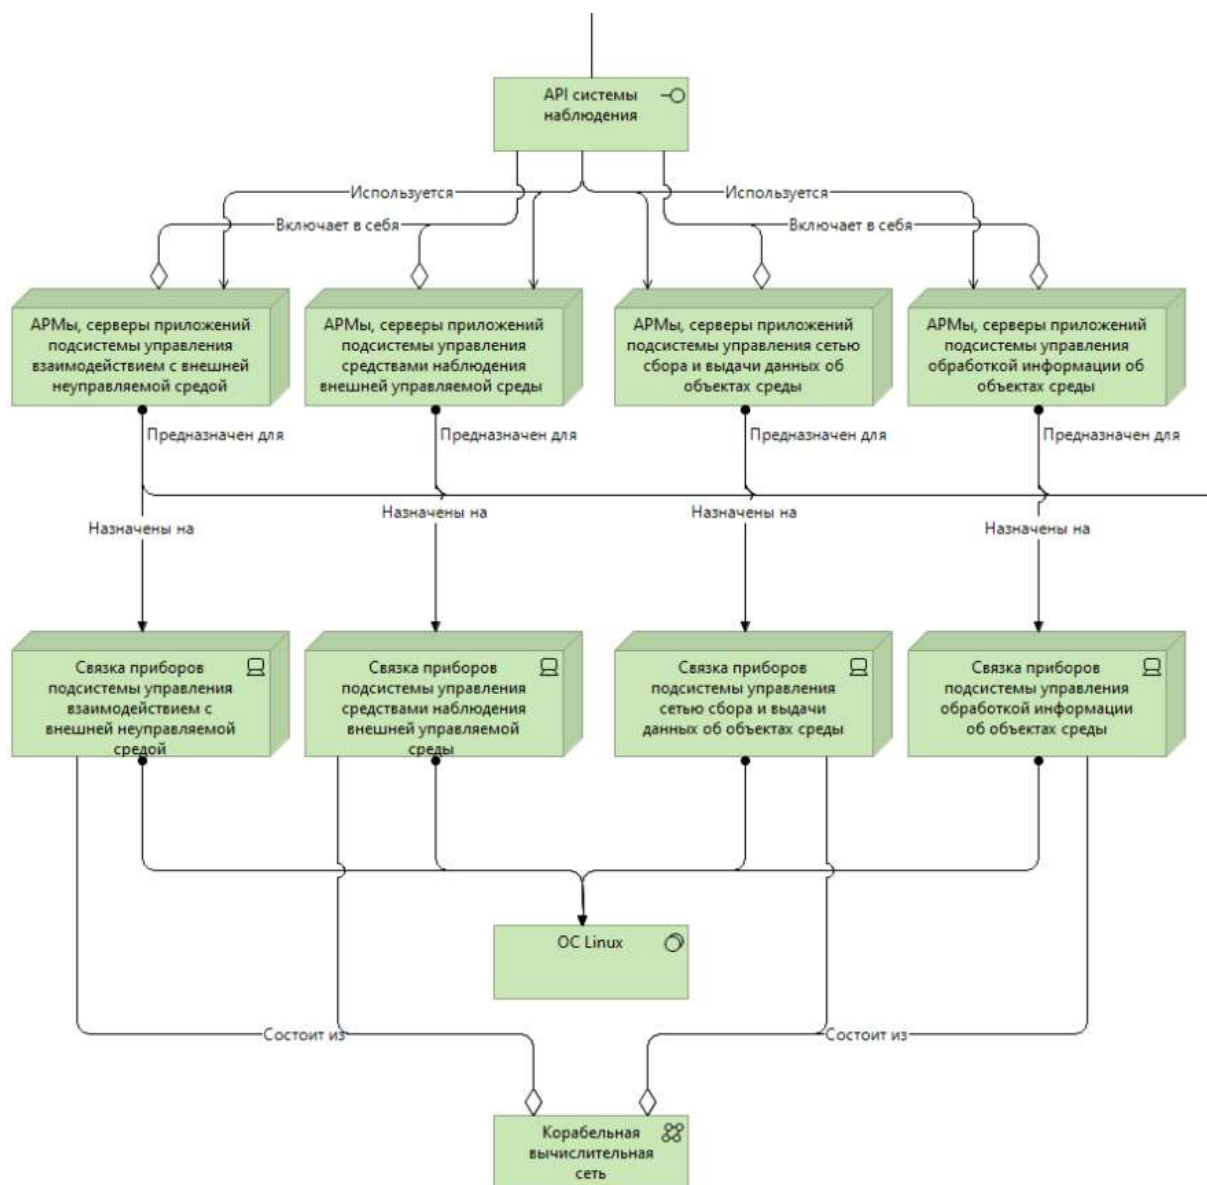 API системы
наблюдения
Используется
Используется
Включает в себя
Включает в себя
АРМы, серверы приложений
подсистемы управления
взаимодействием с внешней
неуправляемой средой
АРМы, серверы приложений
подсистемы управления
средствами наблюдения
внешней управляемой среды
АРМы, серверы приложений
подсистемы управления сетью
сбора и выдачи данных об
объектах среды
АРМы, серверы приложений
подсистемы управления
обработкой информации об
объектах среды
Предназначен для
Предназначен для
Предназначен для
Предназначен для
Назначены на
Назначены на
Назначены на
Назначены на
Связка приборов
подсистемы управления
взаимодействием с
внешней неуправляемой
средой
Связка приборов
подсистемы управления
средствами наблюдения
внешней управляемой
среды
Связка приборов
подсистемы управления
сетью сбора и выдачи
данных об объектах среды
Связка приборов
подсистемы управления
обработкой информации
об объектах среды
ОС Linux
Состоит из
Состоит из
Корабельная
вычислительная
сеть